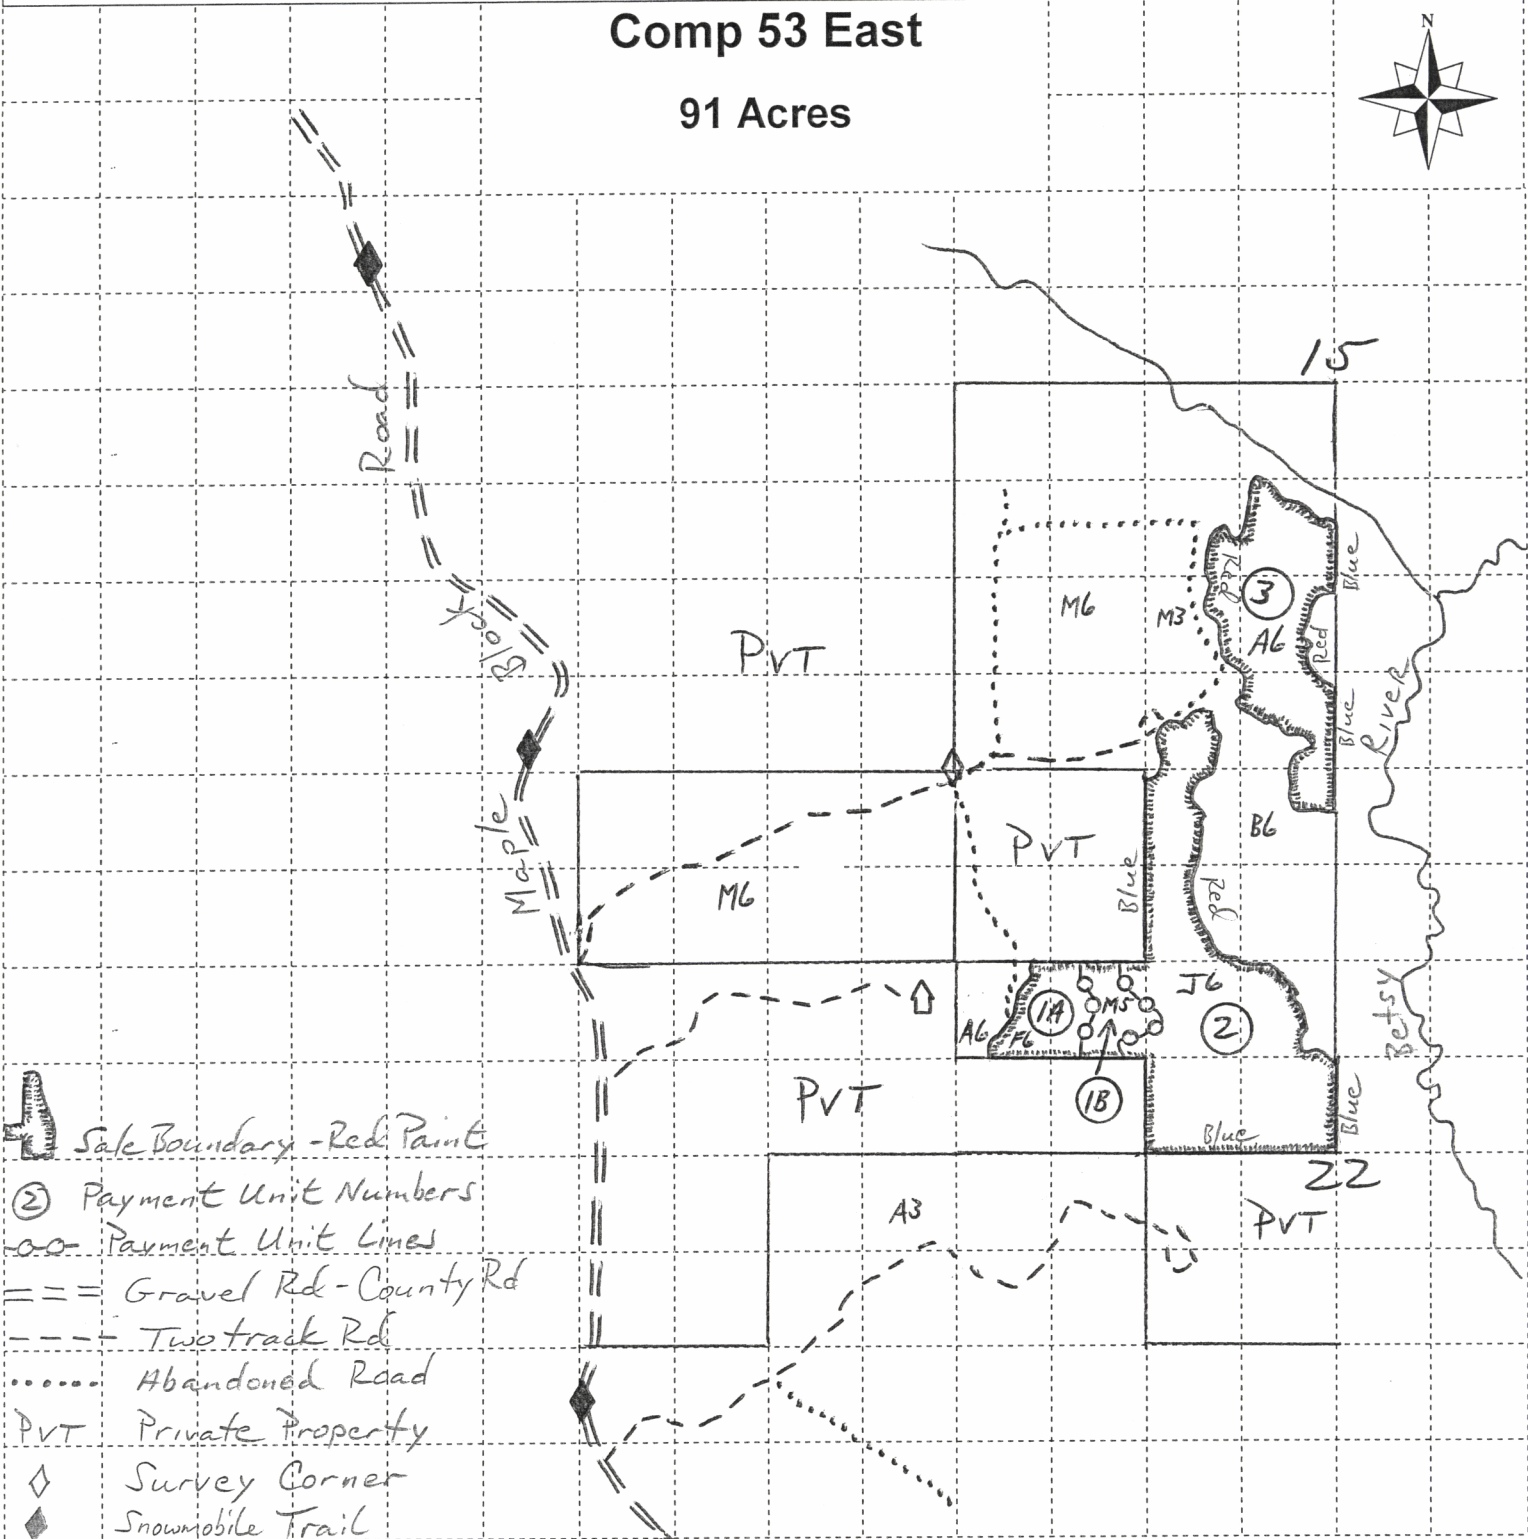 Comp 53 East
91 Acres
N
15
Road
Block
Maple
PVT
M6
M3
Red
3
A6
Red
Blue
Blue
River
B6
PVT
Blue
Red
M6
J6
1A
M5
2
A6
F6
1B
PVT
Betsy
Blue
Blue
22
A3
PVT
Sale Boundary - Red Paint
2 Payment Unit Numbers
Payment Unit Lines
Gravel Rd - County Rd
Two track Rd
Abandoned Road
PVT Private Property
Survey Corner
Snowmobile Trail